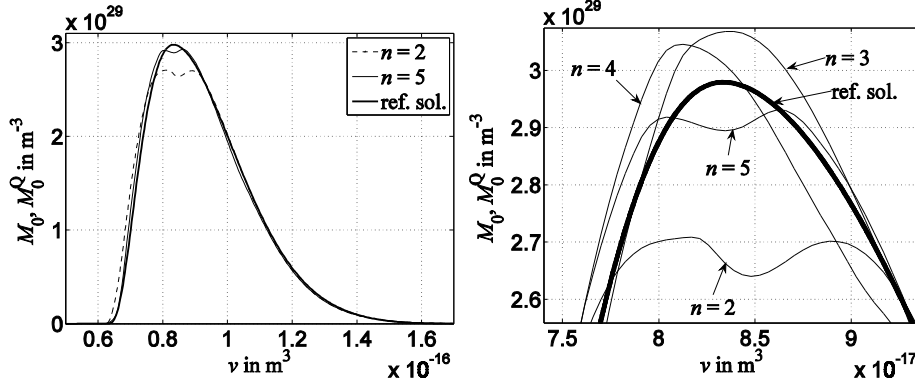 x 10^29
3
2
1
0
M_0, M_0^Q in m^-3
n = 2
n = 5
ref. sol.
0.6 0.8 1 1.2 1.4 1.6
v in m^3
x 10^-16
x 10^29
3
2.9
2.8
2.7
2.6
M_0, M_0^Q in m^-3
n = 4
n = 3
ref. sol.
n = 5
n = 2
7.5 8 8.5 9
v in m^3
x 10^-17